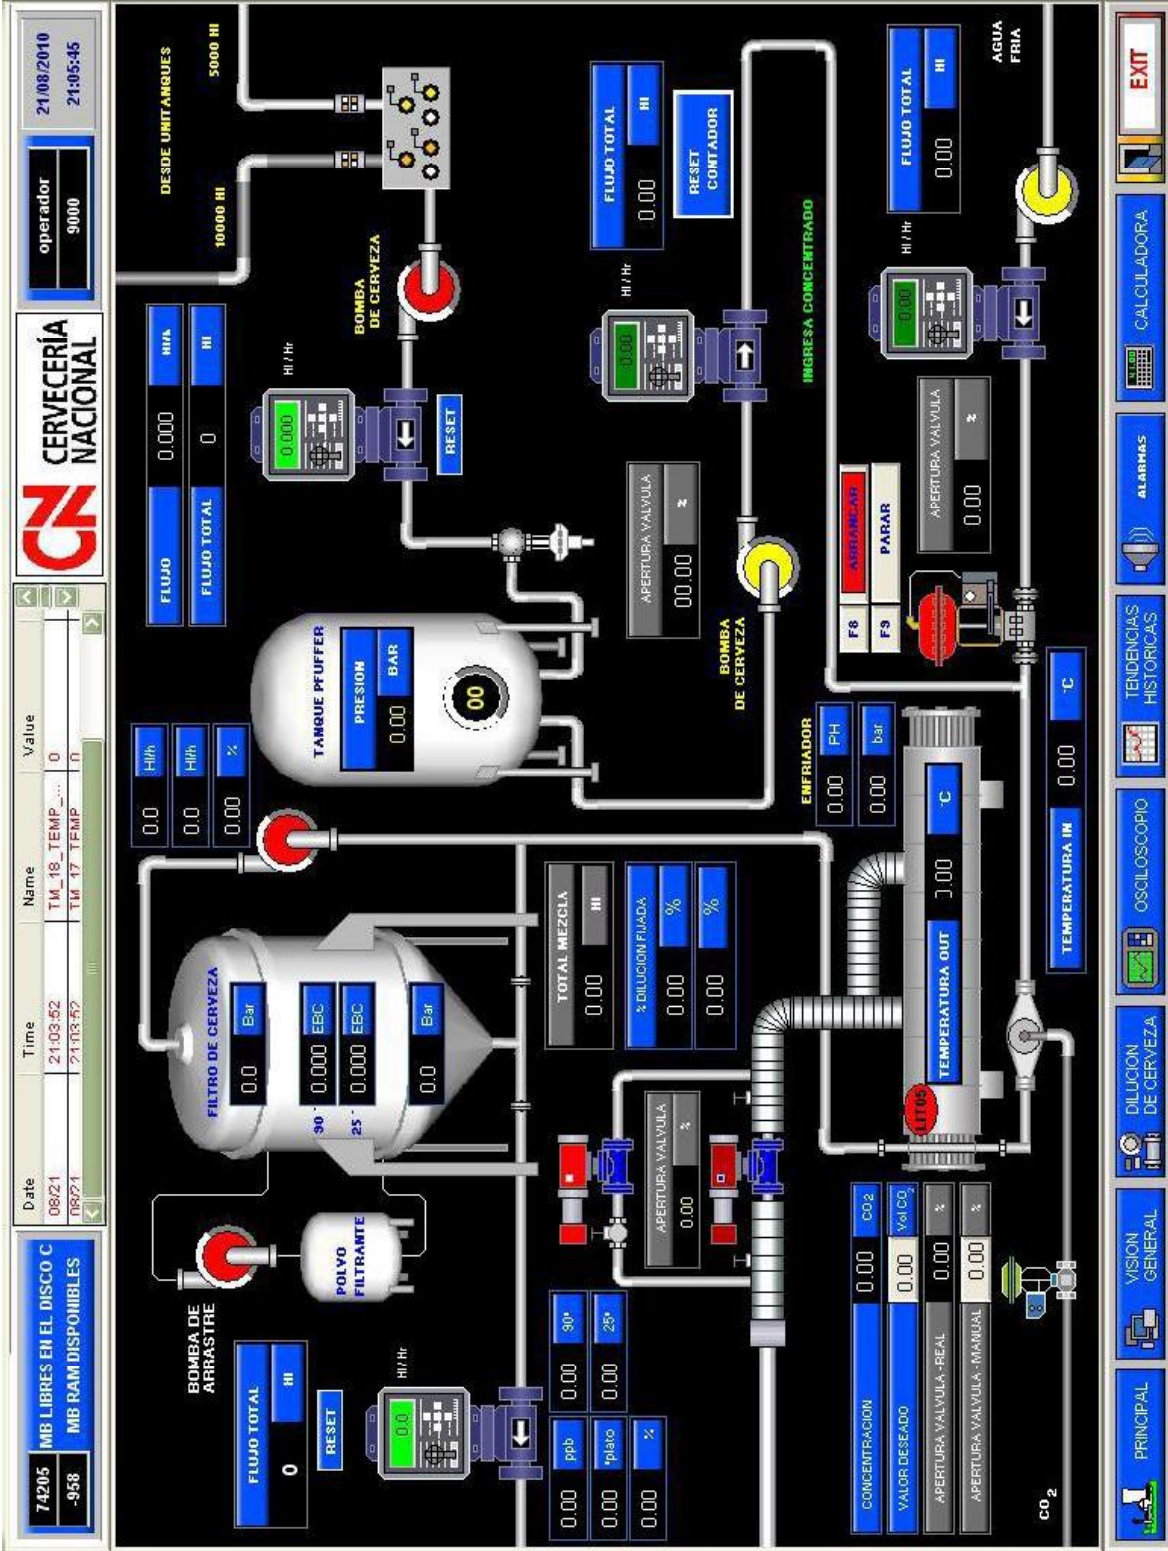 74205 MB LIBRES EN EL DISCO C
-958 MB RAM DISPONIBLES
Date Time Name Value
08/21 21:03:52 TM_18_TEMP_... 0
08/21 21:03:52 TM_17_TEMP
CERVECERÍA
NACIONAL
operador
9000
21/08/2010
21:05:45
BOMBA DE
ARRASTRE
POLVO
FILTRANTE
FLUJO TOTAL
0 Hl
RESET
0.0
Hl / Hr
FILTRO DE CERVEZA
0.0 Bar
90 0.000 EBC
25 0.000 EBC
0.0 Bar
0.0 Hl/h
0.0 Hl/h
0.00 %
TANQUE PFUFFER
PRESION
0.00 BAR
00
FLUJO 0.000 Hl/h
FLUJO TOTAL 0 Hl
DESDE UNITANQUES
10000 Hl
5000 Hl
BOMBA
DE CERVEZA
Hl / Hr
0.000
RESET
0.00 ppb 0.00 90°
0.00 °plato 0.00 25°
0.00 %
APERTURA VALVULA
0.00 %
TOTAL MEZCLA
0.00 Hl
% DILUCION FIJADA
0.00 %
0.00 %
APERTURA VALVULA
00.00 %
BOMBA
DE CERVEZA
Hl / Hr
0.00
FLUJO TOTAL
0.00 Hl
RESET
CONTADOR
INGRESA CONCENTRADO
ENFRIADOR
0.00 PH
0.00 bar
F8 ARRANCAR
F9 PARAR
APERTURA VALVULA
0.00 %
Hl / Hr
0.00
FLUJO TOTAL
0.00 Hl
AGUA
FRIA
CONCENTRACION 0.00 CO2
VALOR DESEADO 0.00 Vol CO2
APERTURA VALVULA -REAL 0.00 %
APERTURA VALVULA - MANUAL 0.00 %
LIT05
TEMPERATURA OUT 0.00 °C
TEMPERATURA IN 0.00 °C
CO2
PRINCIPAL
VISION
GENERAL
DILUCION
DE CERVEZA
OSCILOSCOPIO
TENDENCIAS
HISTORICAS
ALARMAS
CALCULADORA
EXIT